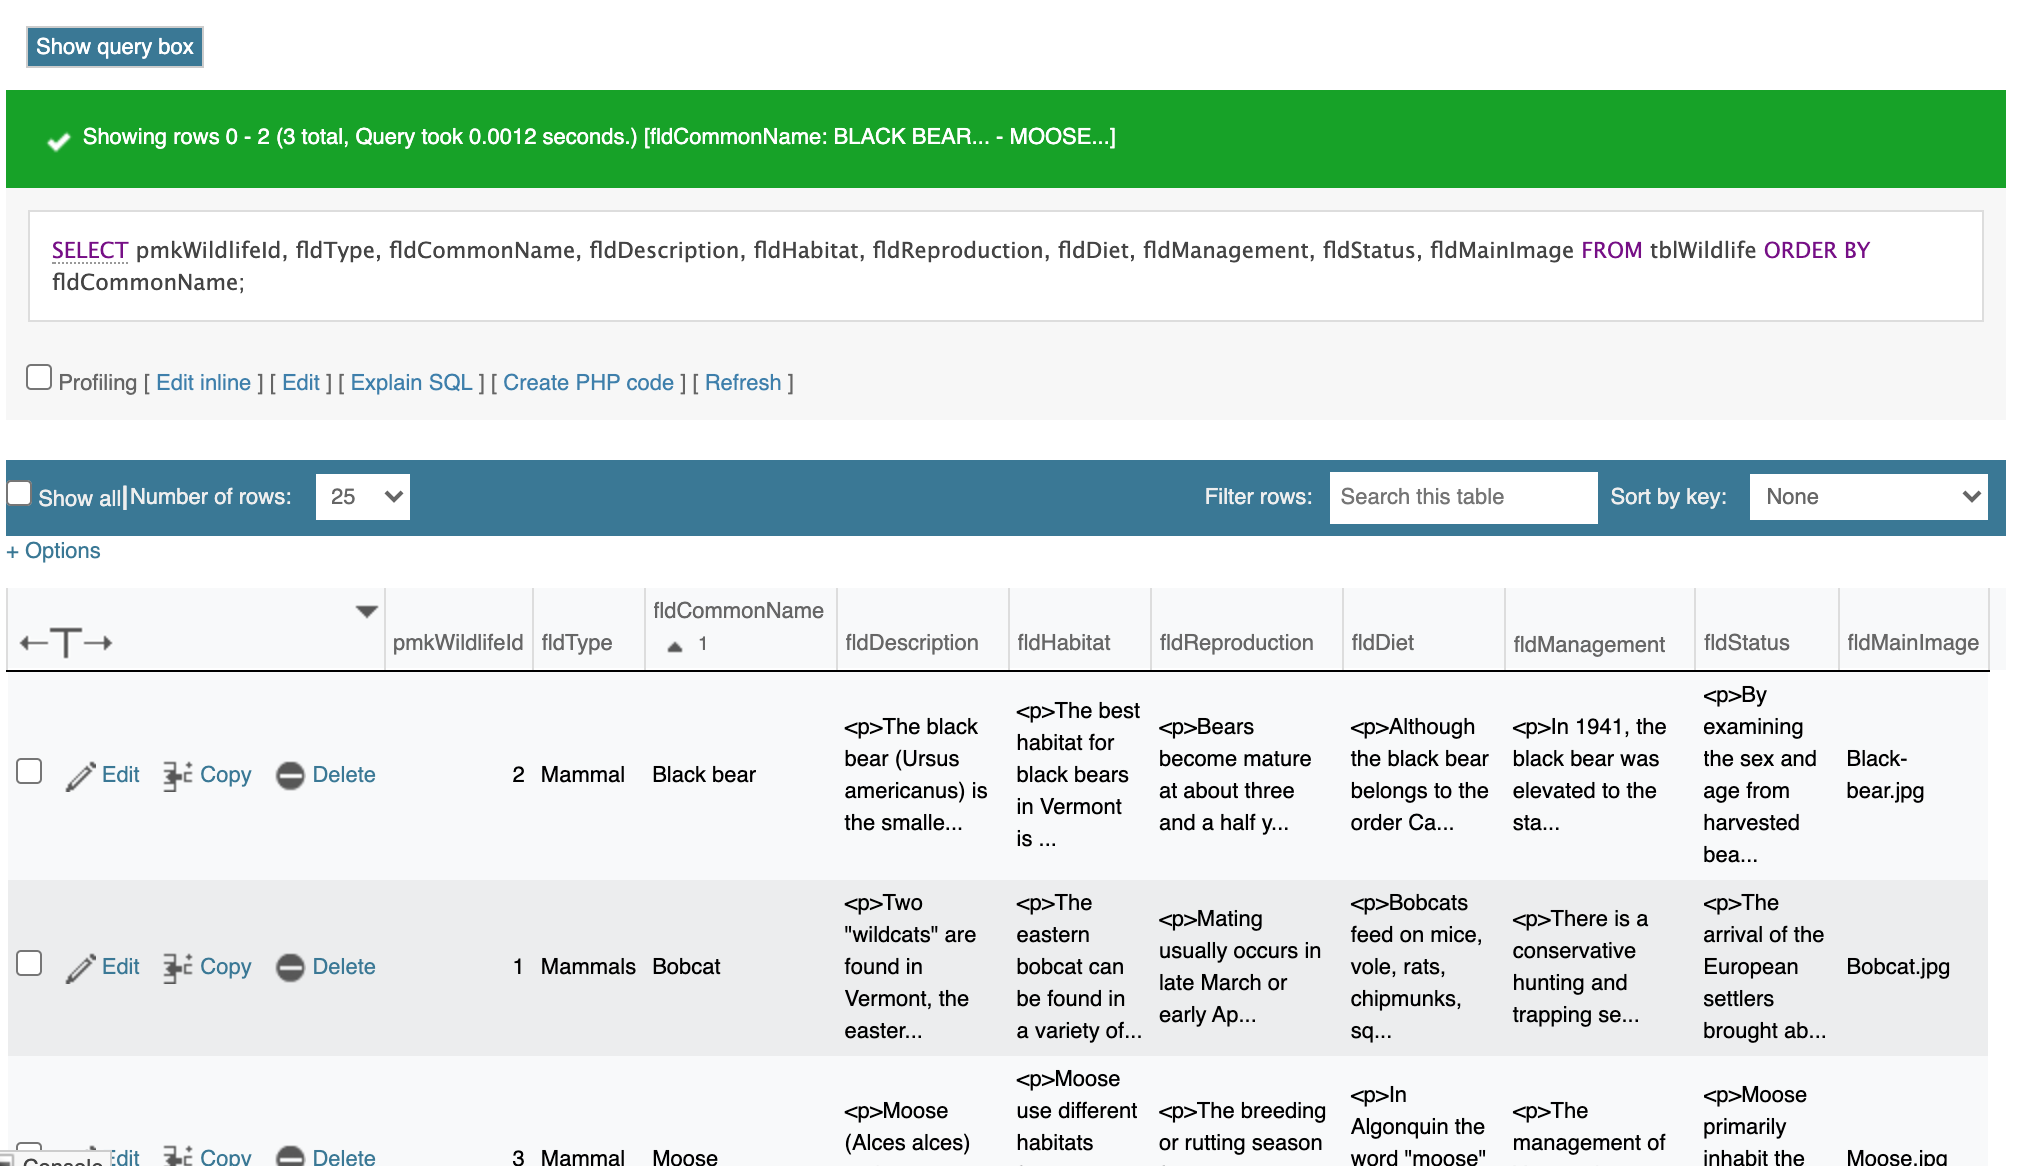 Show query box
Showing rows 0 - 2 (3 total, Query took 0.0012 seconds.) [fldCommonName: BLACK BEAR... - MOOSE...]
SELECT pmkWildlifeId, fldType, fldCommonName, fldDescription, fldHabitat, fldReproduction, fldDiet, fldManagement, fldStatus, fldMainImage FROM tblWildlife ORDER BY
fldCommonName;
Profiling [ Edit inline ] [ Edit ] [ Explain SQL ] [ Create PHP code ] [ Refresh ]
Show all | Number of rows: 25 Filter rows: Search this table Sort by key: None
+ Options
←T→ pmkWildlifeId fldType fldCommonName 1 fldDescription fldHabitat fldReproduction fldDiet fldManagement fldStatus fldMainImage
Edit Copy Delete
2
Mammal
Black bear
<p>The black
bear (Ursus
americanus) is
the smalle...
<p>The best
habitat for
black bears
in Vermont
is ...
<p>Bears
become mature
at about three
and a half y...
<p>Although
the black bear
belongs to the
order Ca...
<p>In 1941, the
black bear was
elevated to the
sta...
<p>By
examining
the sex and
age from
harvested
bea...
Black-
bear.jpg
Edit Copy Delete
1
Mammals
Bobcat
<p>Two
"wildcats" are
found in
Vermont, the
easter...
<p>The
eastern
bobcat can
be found in
a variety of...
<p>Mating
usually occurs in
late March or
early Ap...
<p>Bobcats
feed on mice,
vole, rats,
chipmunks,
sq...
<p>There is a
conservative
hunting and
trapping se...
<p>The
arrival of the
European
settlers
brought ab...
Bobcat.jpg
Edit Copy Delete
3
Mammal
Moose
<p>Moose
(Alces alces)
<p>Moose
use different
habitats
<p>The breeding
or rutting season
<p>In
Algonquin the
word "moose"
<p>The
management of
<p>Moose
primarily
inhabit the
Moose.jpg
Console